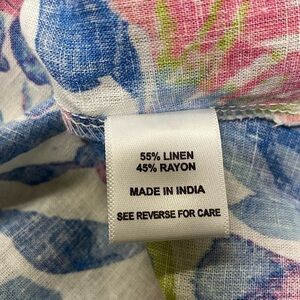 55% LINEN
45% RAYON
MADE IN INDIA
SEE REVERSE FOR CARE